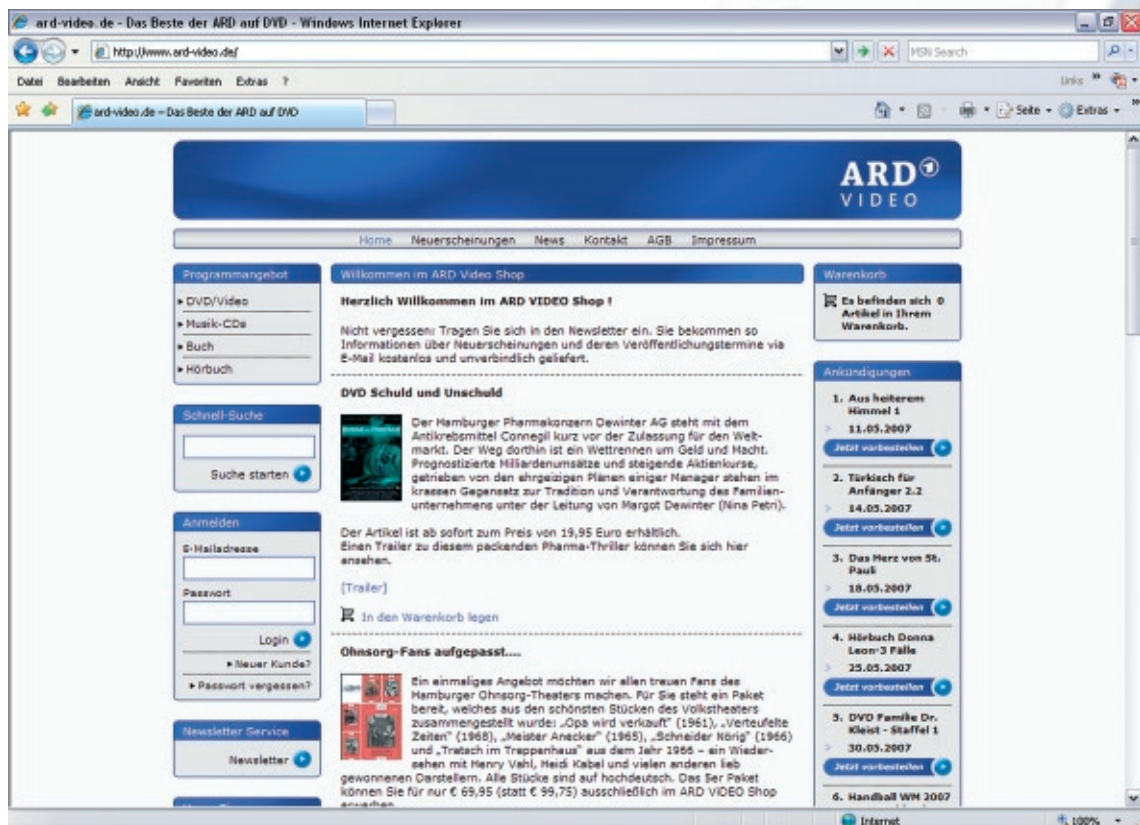 ard-video.de - Das Beste der ARD auf DVD - Windows Internet Explorer
http://www.ard-video.de/
MSN Search
Datei Bearbeiten Ansicht Favoriten Extras ?
Links »
ard-video.de – Das Beste der ARD auf DVD
Seite Extras »
ARD
VIDEO
Home Neuerscheinungen News Kontakt AGB Impressum
Programmangebot
DVD/Video
Musik-CDs
Buch
Hörbuch
Schnell-Suche
Suche starten
Anmelden
E-Mailadresse
Passwort
Login
Neuer Kunde?
Passwort vergessen?
Newsletter Service
Newsletter
Willkommen im ARD Video Shop
Herzlich Willkommen im ARD VIDEO Shop !
Nicht vergessen: Tragen Sie sich in den Newsletter ein. Sie bekommen so
Informationen über Neuerscheinungen und deren Veröffentlichungstermine via
E-Mail kostenlos und unverbindlich geliefert.
DVD Schuld und Unschuld
Der Hamburger Pharmakonzern Dewinter AG steht mit dem
Antikrebsmittel Connegil kurz vor der Zulassung für den Welt-
markt. Der Weg dorthin ist ein Wettrennen um Geld und Macht.
Prognostizierte Milliardenumsätze und steigende Aktienkurse,
getrieben von den ehrgeizigen Plänen einiger Manager stehen im
krassen Gegensatz zur Tradition und Verantwortung des Familien-
unternehmens unter der Leitung von Margot Dewinter (Nina Petri).
Der Artikel ist ab sofort zum Preis von 19,95 Euro erhältlich.
Einen Trailer zu diesem packenden Pharma-Thriller können Sie sich hier
ansehen.
[Trailer]
In den Warenkorb legen
Ohnsorg-Fans aufgepasst....
Ein einmaliges Angebot möchten wir allen treuen Fans des
Hamburger Ohnsorg-Theaters machen. Für Sie steht ein Paket
bereit, welches aus den schönsten Stücken des Volkstheaters
zusammengestellt wurde: „Opa wird verkauft" (1961), „Verteufelte
Zeiten" (1968), „Meister Anecker" (1965), „Schneider Nörig" (1966)
und „Tratsch im Treppenhaus" aus dem Jahr 1966 – ein Wieder-
sehen mit Henry Vahl, Heidi Kabel und vielen anderen lieb
gewonnenen Darstellern. Alle Stücke sind auf hochdeutsch. Das 5er Paket
können Sie für nur € 69,95 (statt € 99,75) ausschließlich im ARD VIDEO Shop
erwerben
Warenkorb
Es befinden sich 0
Artikel in Ihrem
Warenkorb.
Ankündigungen
1. Aus heiterem
Himmel 1
11.05.2007
Jetzt vorbestellen
2. Türkisch für
Anfänger 2.2
14.05.2007
Jetzt vorbestellen
3. Das Herz von St.
Pauli
18.05.2007
Jetzt vorbestellen
4. Hörbuch Donna
Leon-3 Fälle
25.05.2007
Jetzt vorbestellen
5. DVD Familie Dr.
Kleist - Staffel 1
30.05.2007
Jetzt vorbestellen
6. Handball WM 2007
Internet 100%